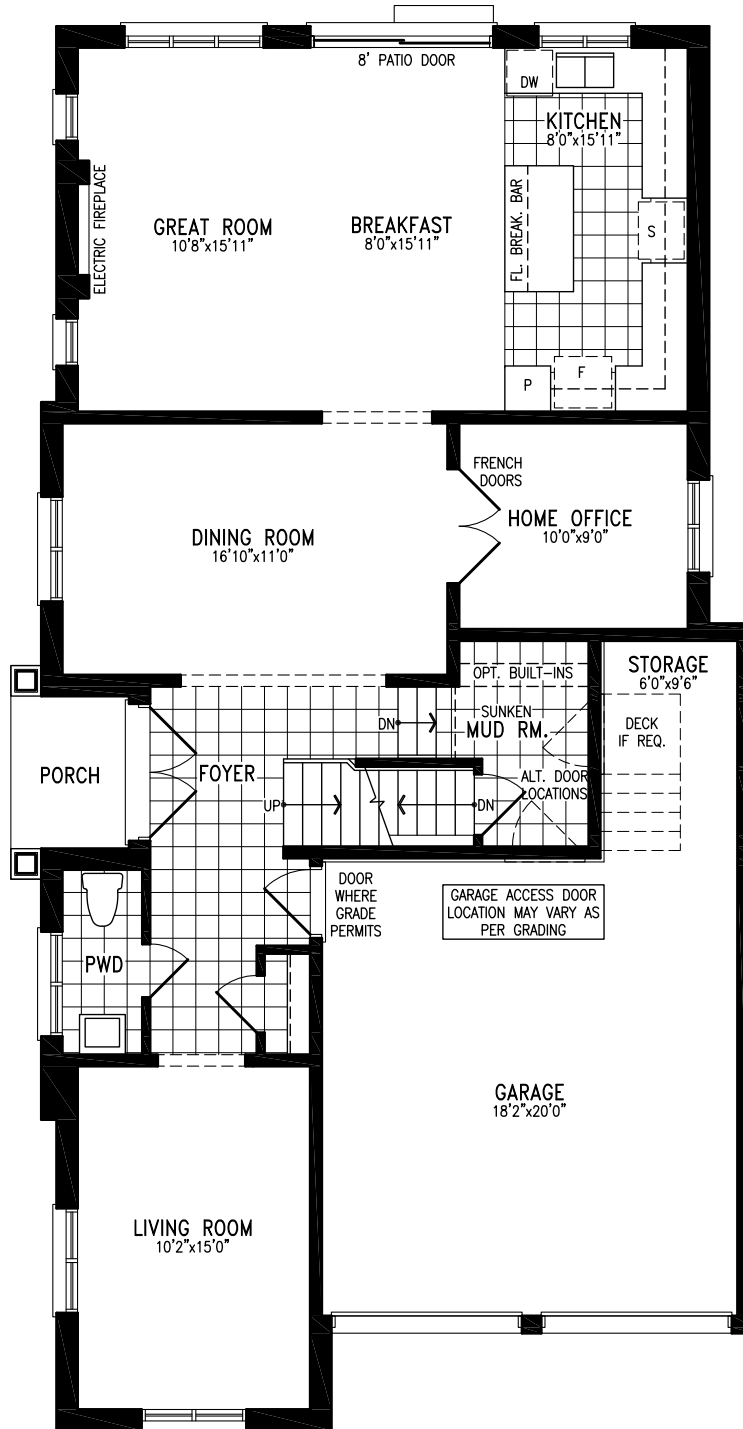 8' PATIO DOOR
DW
KITCHEN
8'0"x15'11"
ELECTRIC FIREPLACE
GREAT ROOM
10'8"x15'11"
BREAKFAST
8'0"x15'11"
FL. BREAK. BAR
S
P
F
FRENCH
DOORS
DINING ROOM
16'10"x11'0"
HOME OFFICE
10'0"x9'0"
OPT. BUILT-INS
STORAGE
6'0"x9'6"
SUNKEN
MUD RM.
DN
DECK
IF REQ.
PORCH
FOYER
ALT. DOOR
LOCATIONS
UP
DN
DOOR
WHERE
GRADE
PERMITS
GARAGE ACCESS DOOR
LOCATION MAY VARY AS
PER GRADING
PWD
GARAGE
18'2"x20'0"
LIVING ROOM
10'2"x15'0"